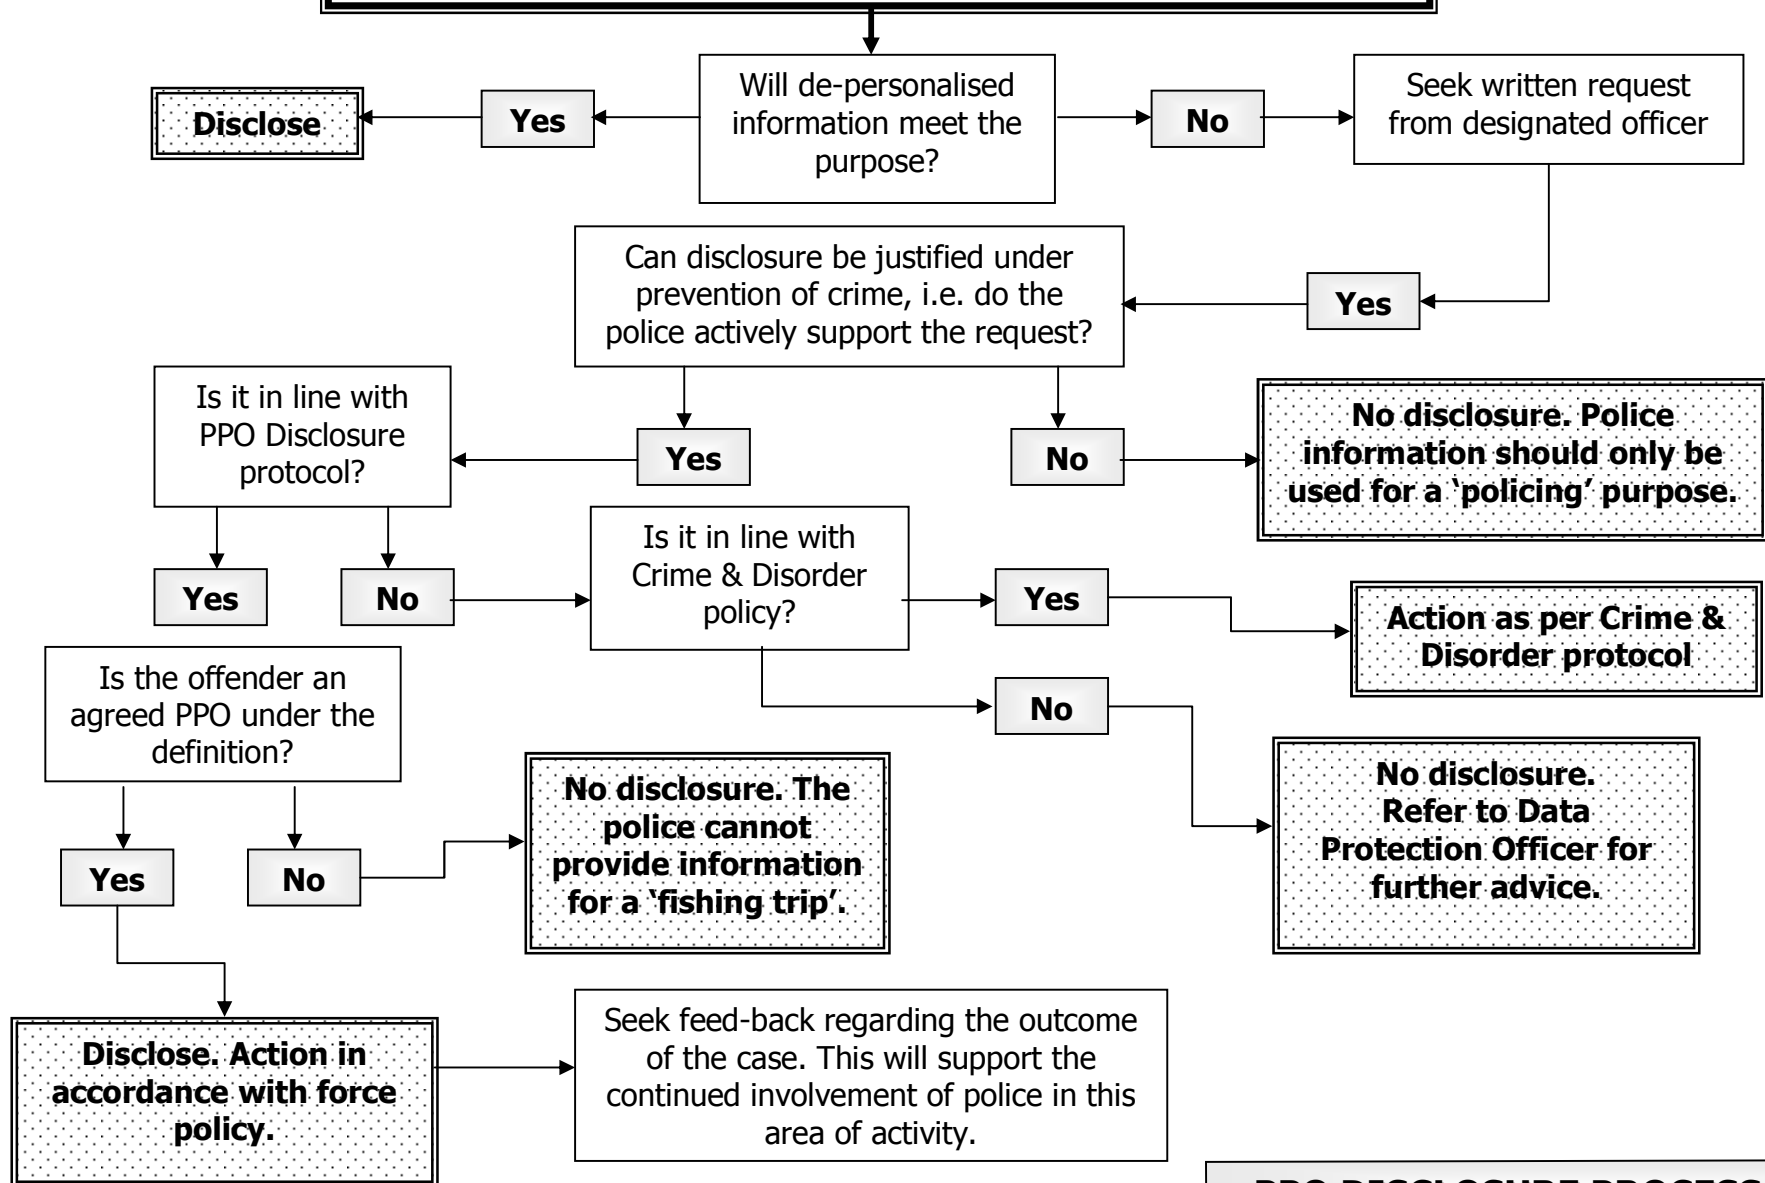 Will de-personalised
information meet the
purpose?
Yes
Disclose
No
Seek written request
from designated officer
Yes
Can disclosure be justified under
prevention of crime, i.e. do the
police actively support the request?
Yes
No
No disclosure. Police
information should only be
used for a ‘policing’ purpose.
Is it in line with
PPO Disclosure
protocol?
Yes
No
Is it in line with
Crime & Disorder
policy?
Yes
Action as per Crime &
Disorder protocol
No
No disclosure.
Refer to Data
Protection Officer for
further advice.
Is the offender an
agreed PPO under the
definition?
Yes
No
No disclosure. The
police cannot
provide information
for a ‘fishing trip’.
Disclose. Action in
accordance with force
policy.
Seek feed-back regarding the outcome
of the case. This will support the
continued involvement of police in this
area of activity.
PPO DISCLOSURE PROCESS